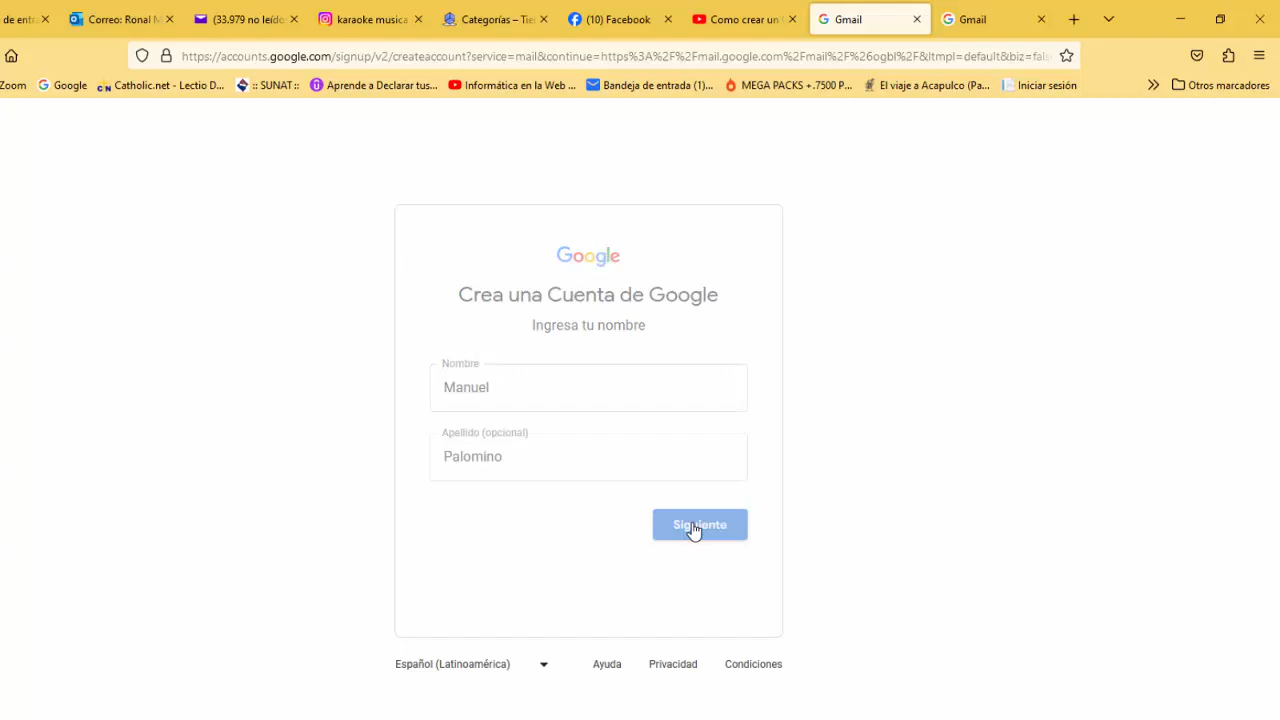 de entra
Correo: Ronal M
(33.979 no leído
karaoke musica
Categorías – Tie
(10) Facebook
Como crear un
Gmail
Gmail
https://accounts.google.com/signup/v2/createaccount?service=mail&continue=https%3A%2F%2Fmail.google.com%2Fmail%2F%26ogbl%2F&ltmpl=default&biz=fals
Zoom
Google
Catholic.net - Lectio D...
:: SUNAT ::
Aprende a Declarar tus...
Informática en la Web ...
Bandeja de entrada (1)...
MEGA PACKS +.7500 P...
El viaje a Acapulco (Pa...
Iniciar sesión
Otros marcadores
Google
Crea una Cuenta de Google
Ingresa tu nombre
Nombre
Manuel
Apellido (opcional)
Palomino
Siguiente
Español (Latinoamérica)
Ayuda
Privacidad
Condiciones